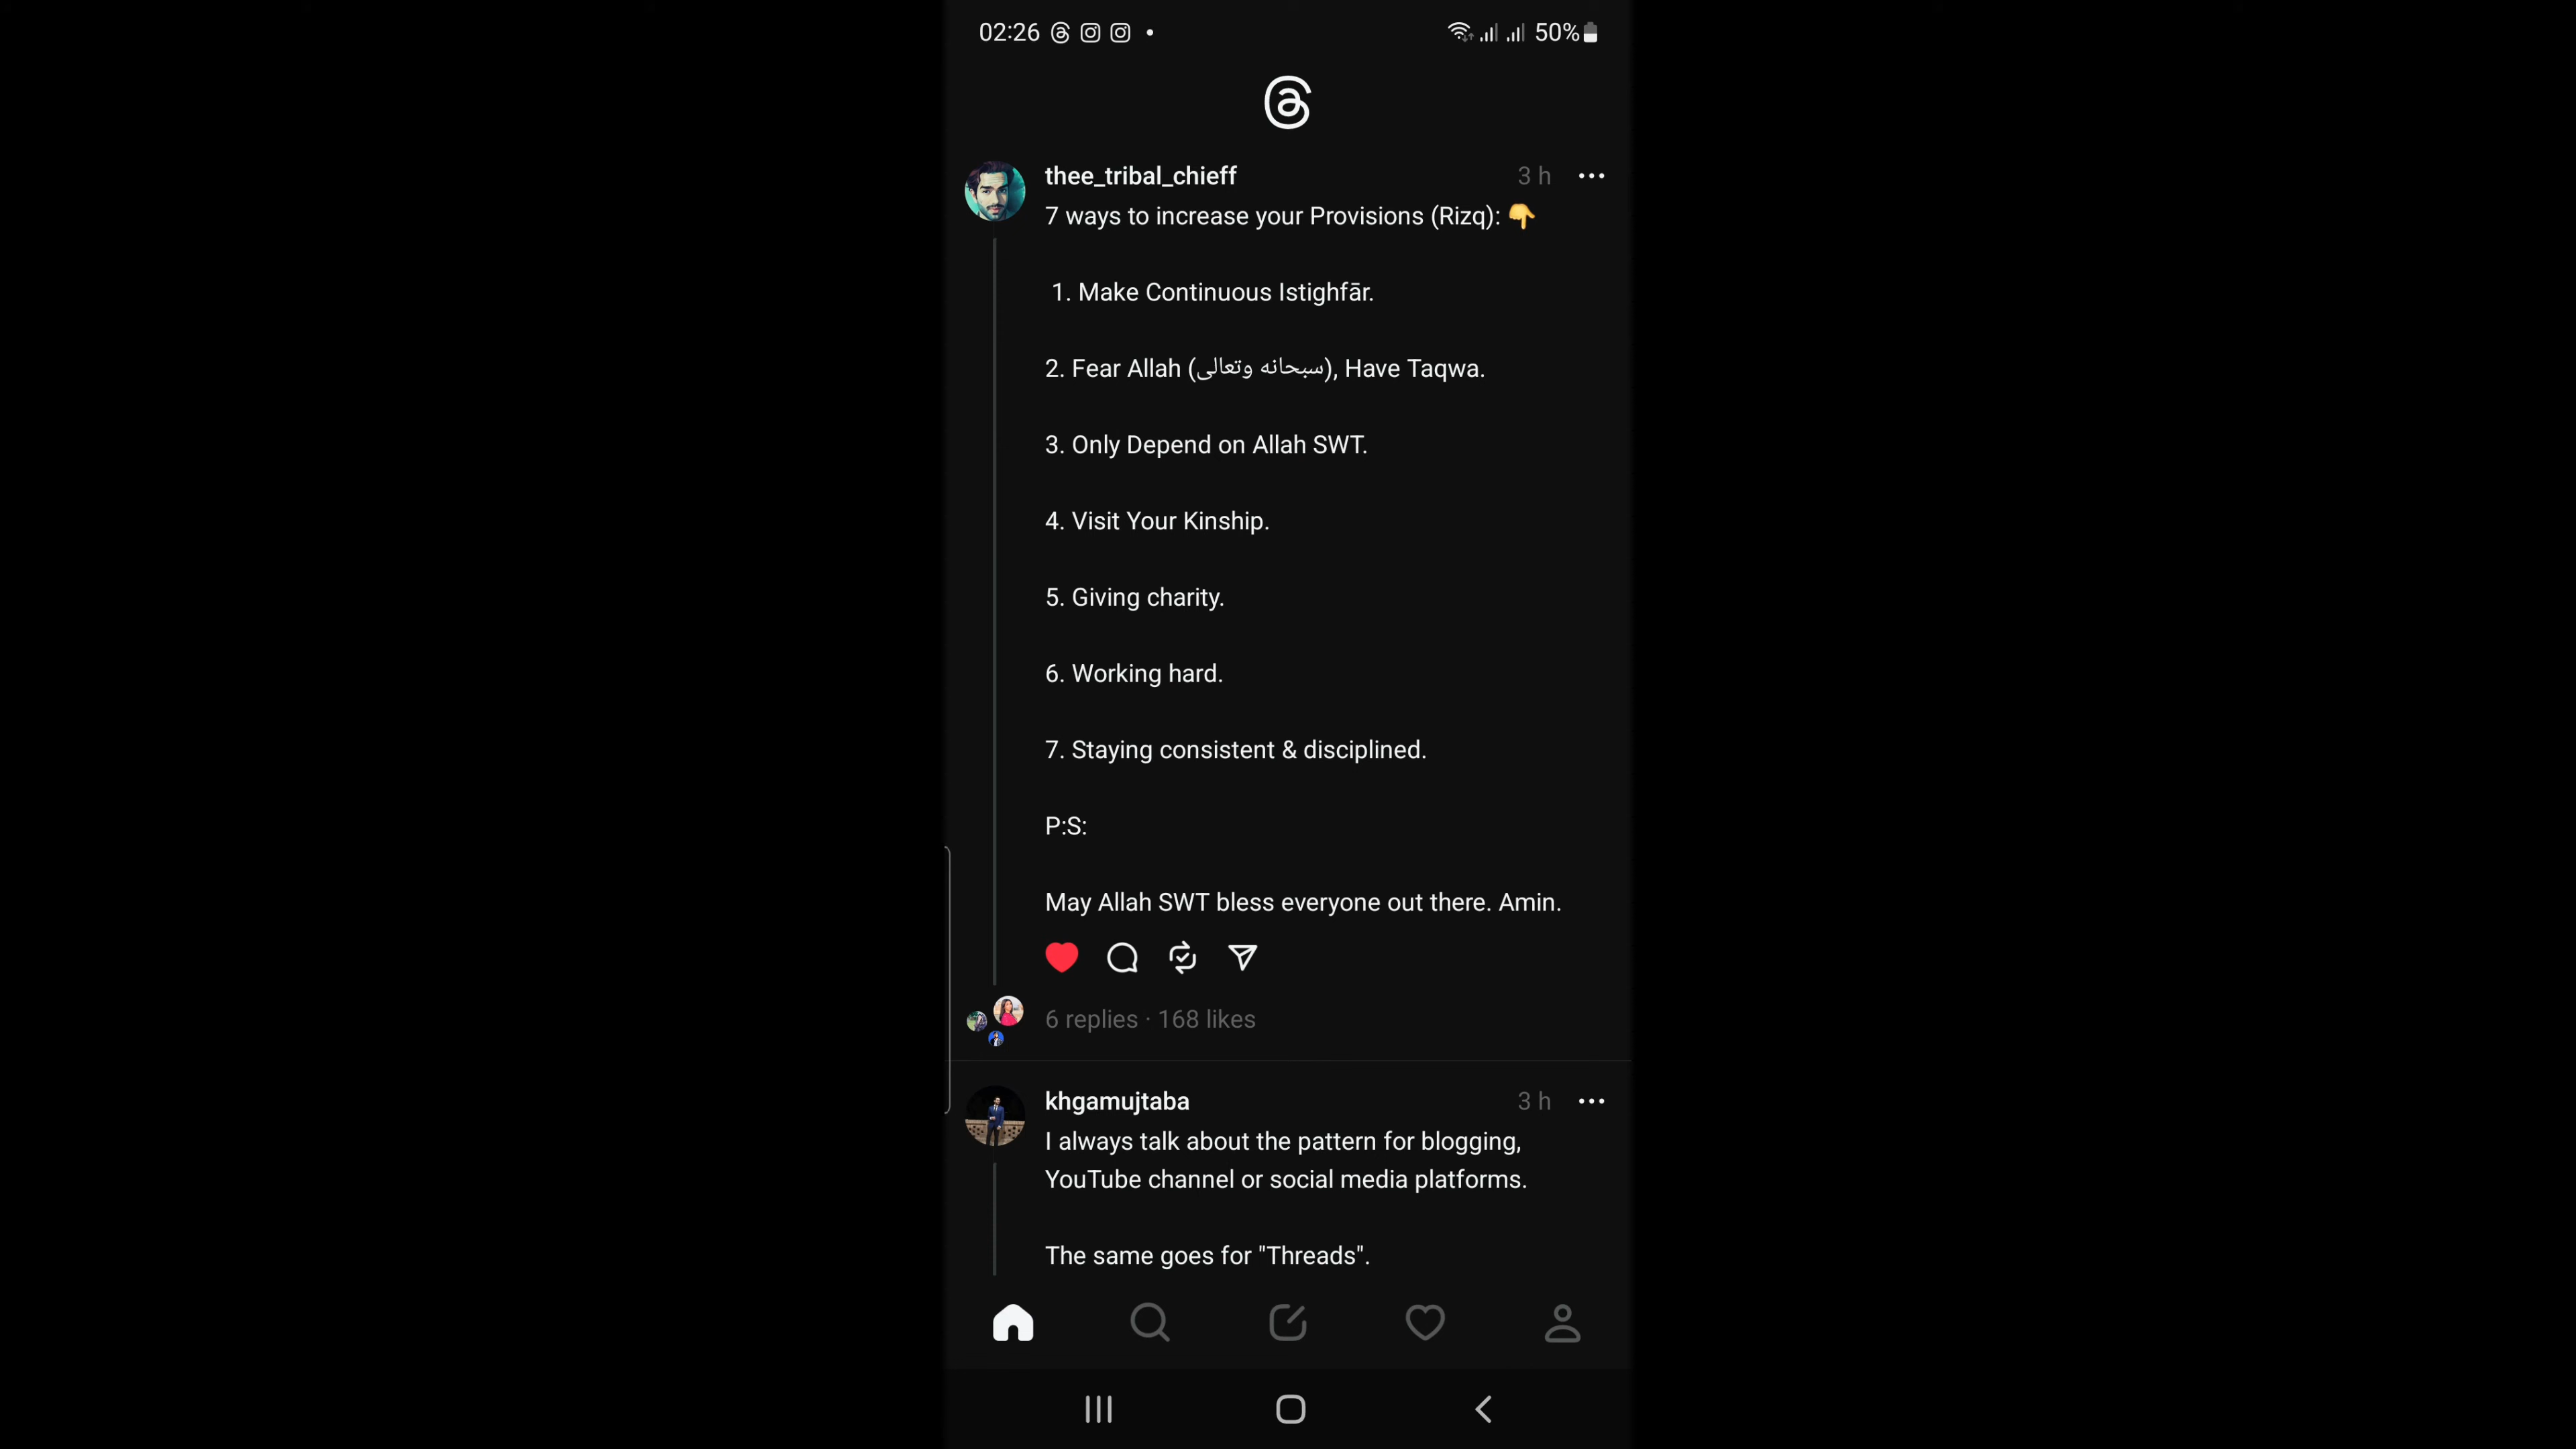 02:26
50%
thee_tribal_chieff
3 h
7 ways to increase your Provisions (Rizq): 👇
1. Make Continuous Istighfār.
2. Fear Allah (سبحانه وتعالى), Have Taqwa.
3. Only Depend on Allah SWT.
4. Visit Your Kinship.
5. Giving charity.
6. Working hard.
7. Staying consistent & disciplined.
P:S:
May Allah SWT bless everyone out there. Amin.
6 replies · 168 likes
khgamujtaba
3 h
I always talk about the pattern for blogging,
YouTube channel or social media platforms.
The same goes for "Threads".